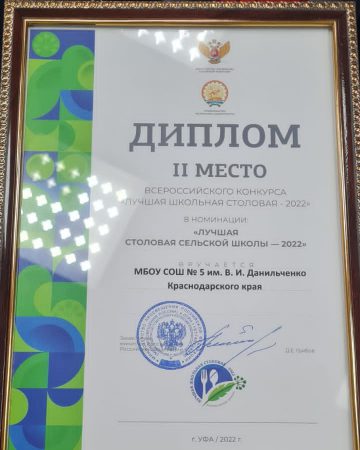 ДИПЛОМ
II МЕСТО
ВСЕРОССИЙСКОГО КОНКУРСА
«ЛУЧШАЯ ШКОЛЬНАЯ СТОЛОВАЯ - 2022»
В НОМИНАЦИИ:
«ЛУЧШАЯ
СТОЛОВАЯ СЕЛЬСКОЙ ШКОЛЫ — 2022»
ВРУЧАЕТСЯ
МБОУ СОШ № 5 им. В. И. Данильченко
Краснодарского края
Д.Е. Грибов
г. УФА / 2022 г.